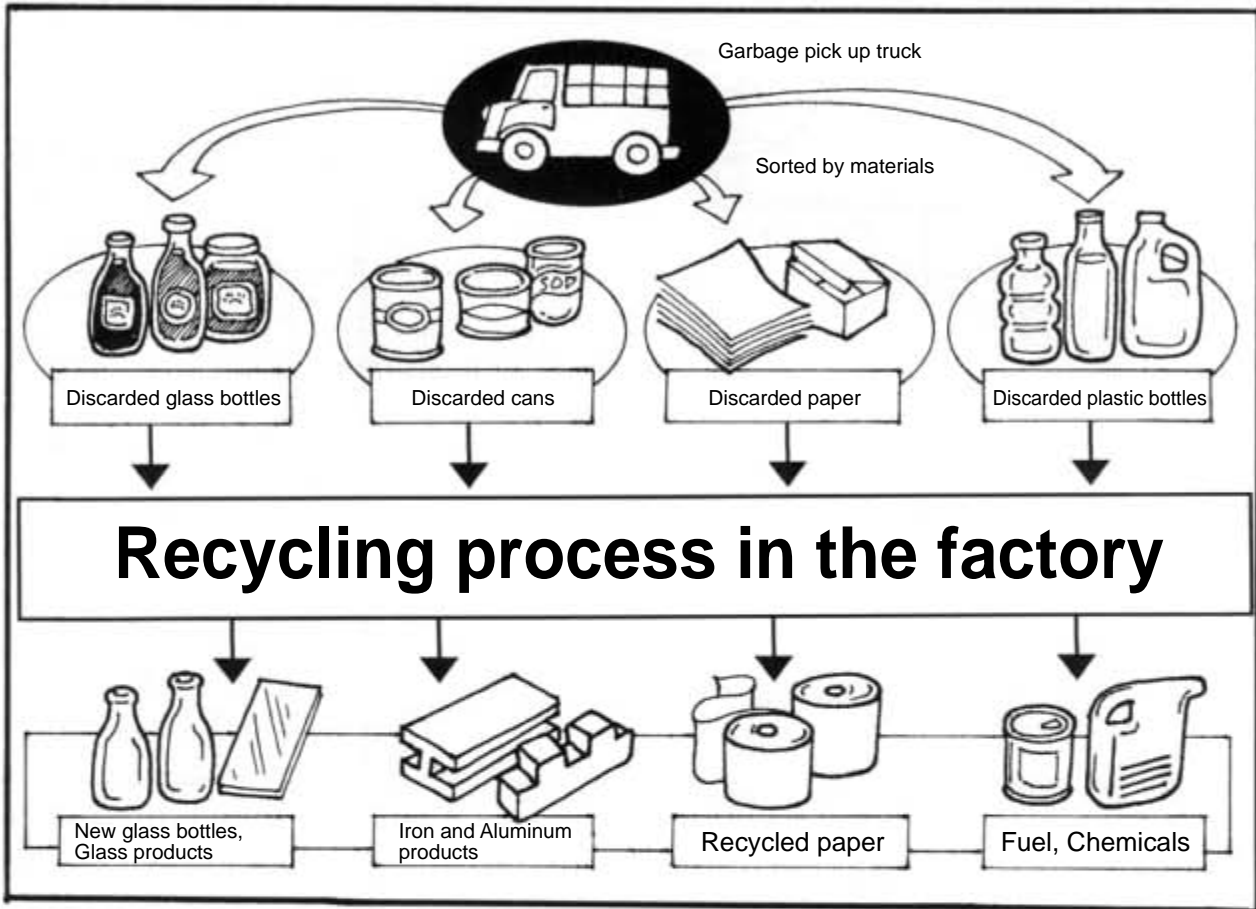 Garbage pick up truck
Sorted by materials
SOD
Discarded glass bottles
Discarded cans
Discarded paper
Discarded plastic bottles
Recycling process in the factory
New glass bottles,
Glass products
Iron and Aluminum
products
Recycled paper
Fuel, Chemicals